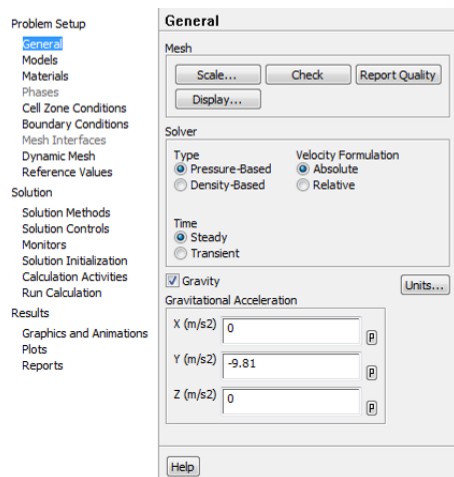 Problem Setup
General
Models
Materials
Phases
Cell Zone Conditions
Boundary Conditions
Mesh Interfaces
Dynamic Mesh
Reference Values
Solution
Solution Methods
Solution Controls
Monitors
Solution Initialization
Calculation Activities
Run Calculation
Results
Graphics and Animations
Plots
Reports
General
Mesh
Scale... Check Report Quality
Display...
Solver
Type Velocity Formulation
Pressure-Based Absolute
Density-Based Relative
Time
Steady
Transient
Gravity Units...
Gravitational Acceleration
X (m/s2) 0 P
Y (m/s2) -9.81 P
Z (m/s2) 0 P
Help